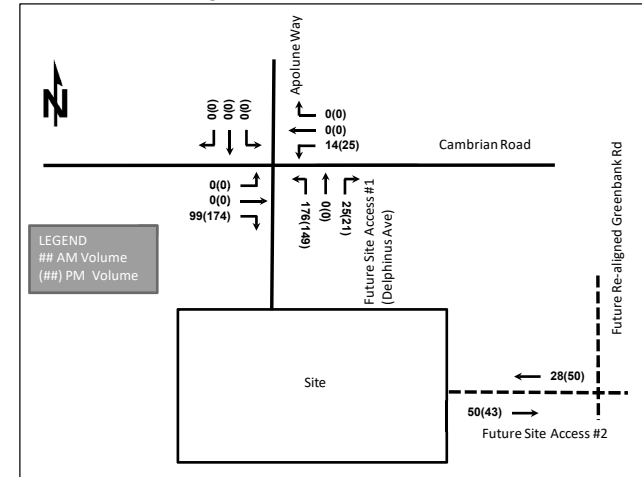 Apolune Way
N
0(0)
0(0)
0(0)
0(0)
0(0)
14(25)
Cambrian Road
0(0)
0(0)
99(174)
176(149)
0(0)
25(21)
Future Site Access #1
(Delphinus Ave)
Future Re-aligned Greenbank Rd
LEGEND
## AM Volume
(##) PM Volume
Site
28(50)
50(43)
Future Site Access #2